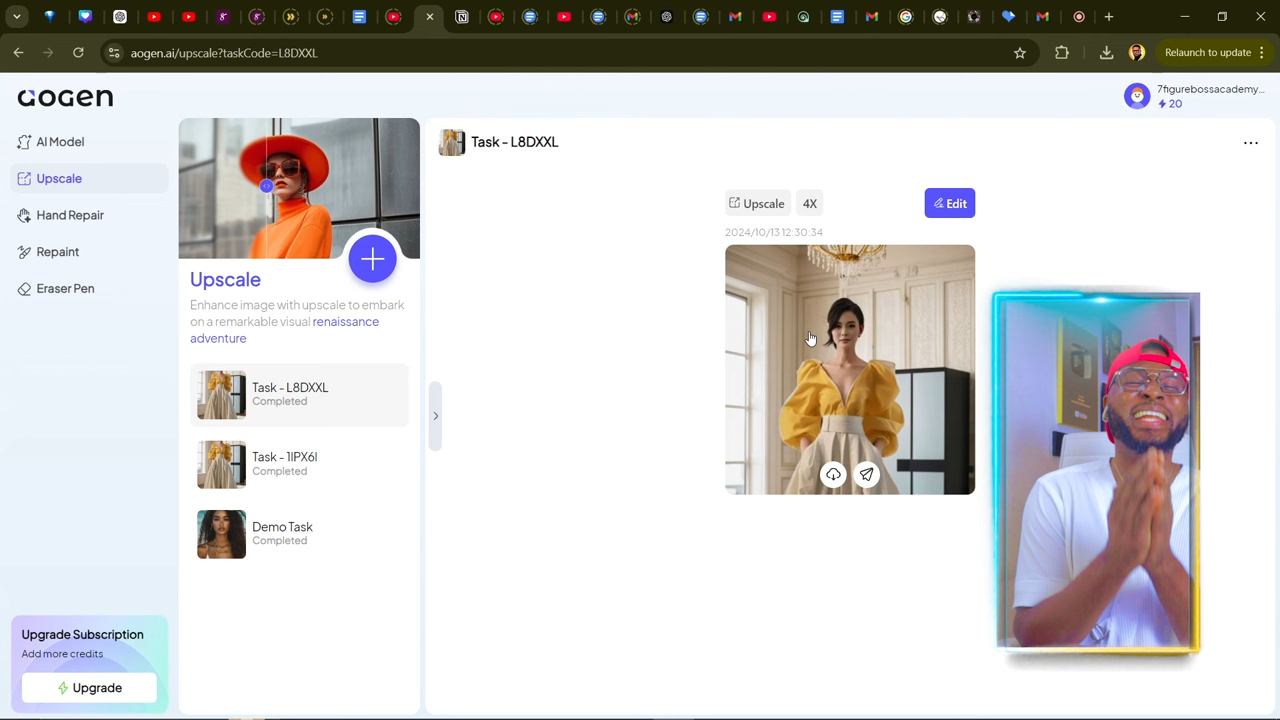 aogen.ai/upscale?taskCode=L8DXXL
Relaunch to update
aogen
7figurebossacademy...
20
AI Model
Upscale
Hand Repair
Repaint
Eraser Pen
Upgrade Subscription
Add more credits
Upgrade
Upscale
Enhance image with upscale to embark
on a remarkable visual renaissance
adventure
Task - L8DXXL
Completed
Task - 1IPX6I
Completed
Demo Task
Completed
Task - L8DXXL
Upscale
4X
Edit
2024/10/13 12:30:34